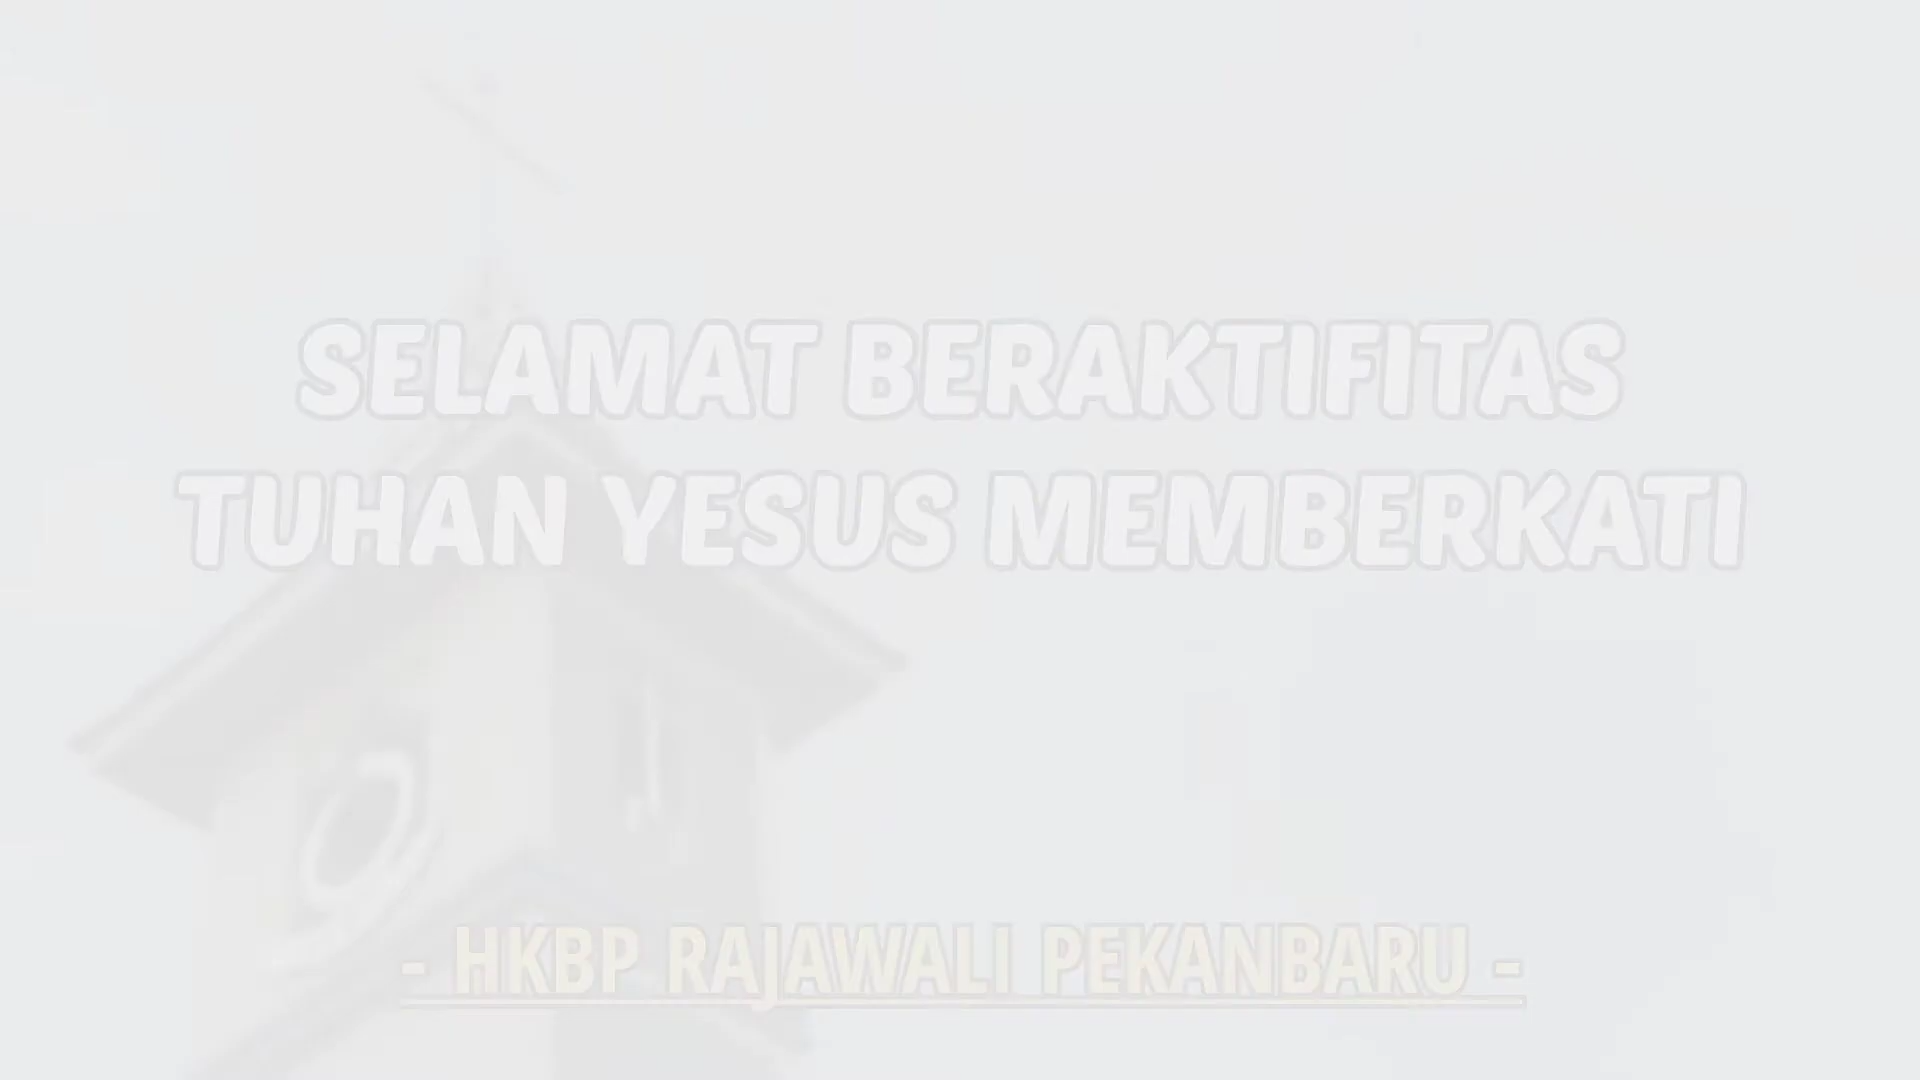 SELAMAT BERAKTIFITAS
TUHAN YESUS MEMBERKATI
- HKBP RAJAWALI PEKANBARU -